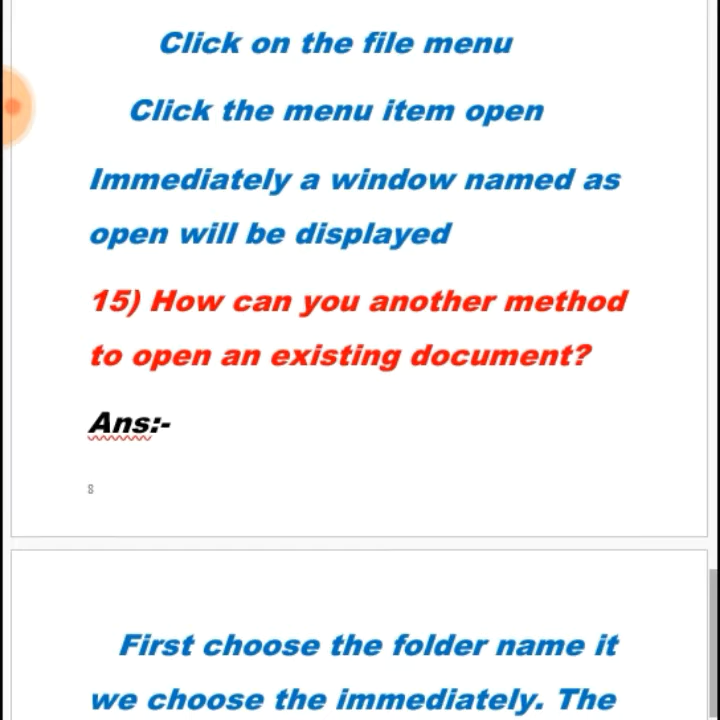 Click on the file menu
Click the menu item open
Immediately a window named as
open will be displayed
15) How can you another method
to open an existing document?
Ans:-
8
First choose the folder name it
we choose the immediately. The